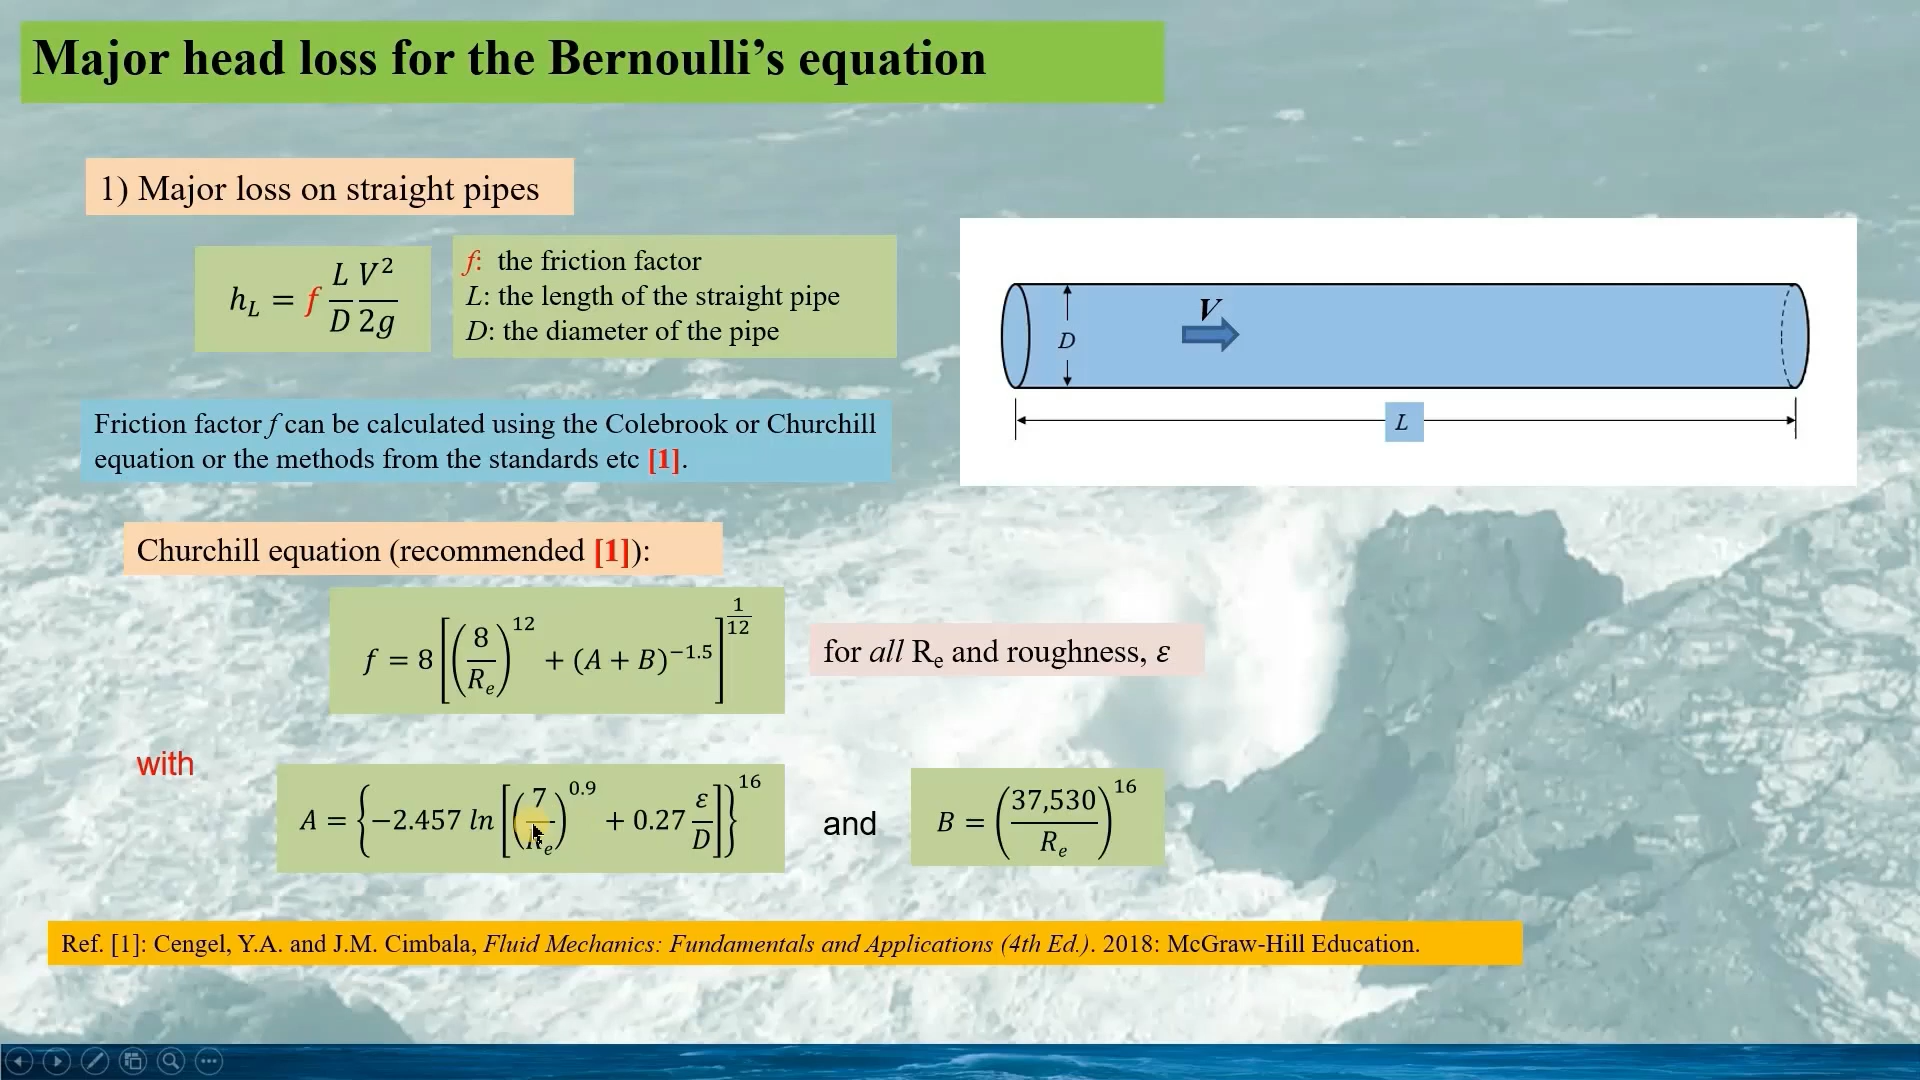 Major head loss for the Bernoulli’s equation
1) Major loss on straight pipes
h_L = f L/D V²/2g
f: the friction factor
L: the length of the straight pipe
D: the diameter of the pipe
V
D
L
Friction factor f can be calculated using the Colebrook or Churchill
equation or the methods from the standards etc [1].
Churchill equation (recommended [1]):
f = 8[(8/R_e)^12 + (A + B)^−1.5]^(1/12)
for all R_e and roughness, ε
with
A = {−2.457 ln[(7/R_e)^0.9 + 0.27 ε/D]}^16
and
B = (37,530/R_e)^16
Ref. [1]: Cengel, Y.A. and J.M. Cimbala, Fluid Mechanics: Fundamentals and Applications (4th Ed.). 2018: McGraw-Hill Education.